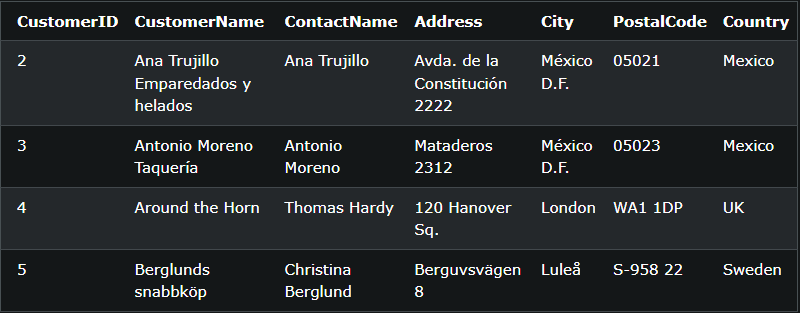 CustomerID CustomerName ContactName Address City PostalCode Country
2 Ana Trujillo Ana Trujillo Avda. de la México 05021 Mexico
Emparedados y Constitución D.F.
helados 2222
3 Antonio Moreno Antonio Mataderos México 05023 Mexico
Taquería Moreno 2312 D.F.
4 Around the Horn Thomas Hardy 120 Hanover London WA1 1DP UK
Sq.
5 Berglunds Christina Berguvsvägen Luleå S-958 22 Sweden
snabbköp Berglund 8